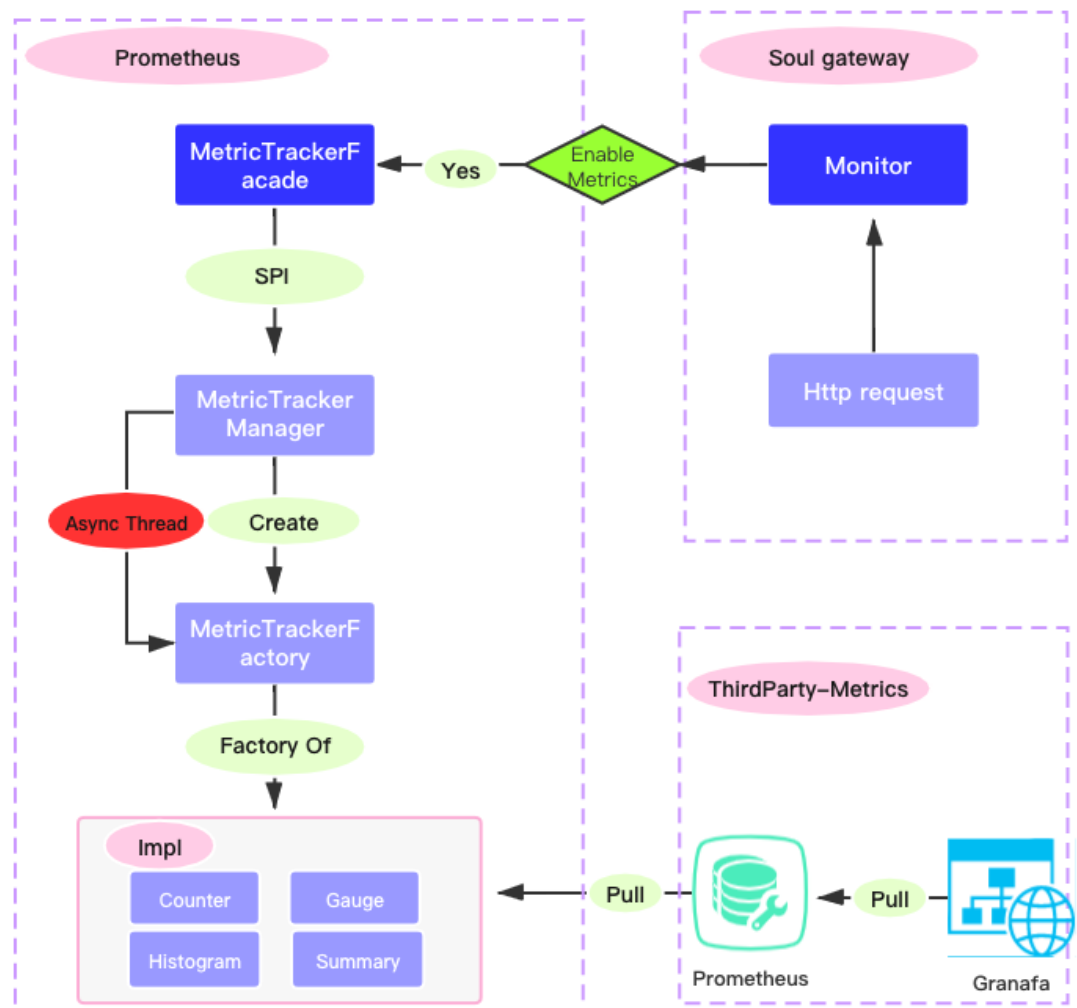 Prometheus
Soul gateway
MetricTrackerF
acade
Yes
Enable
Metrics
Monitor
SPI
Http request
MetricTracker
Manager
Async Thread
Create
MetricTrackerF
actory
ThirdParty-Metrics
Factory Of
Impl
Counter
Gauge
Histogram
Summary
Pull
Pull
Prometheus
Granafa